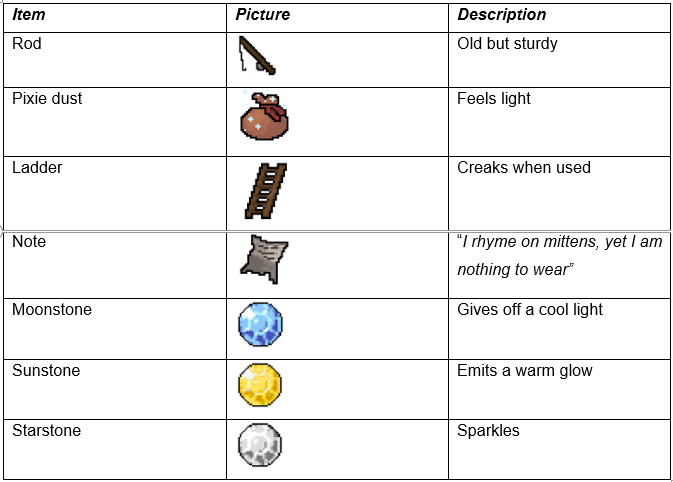 Item Picture Description
Rod Old but sturdy
Pixie dust Feels light
Ladder Creaks when used
Note “I rhyme on mittens, yet I am
nothing to wear”
Moonstone Gives off a cool light
Sunstone Emits a warm glow
Starstone Sparkles